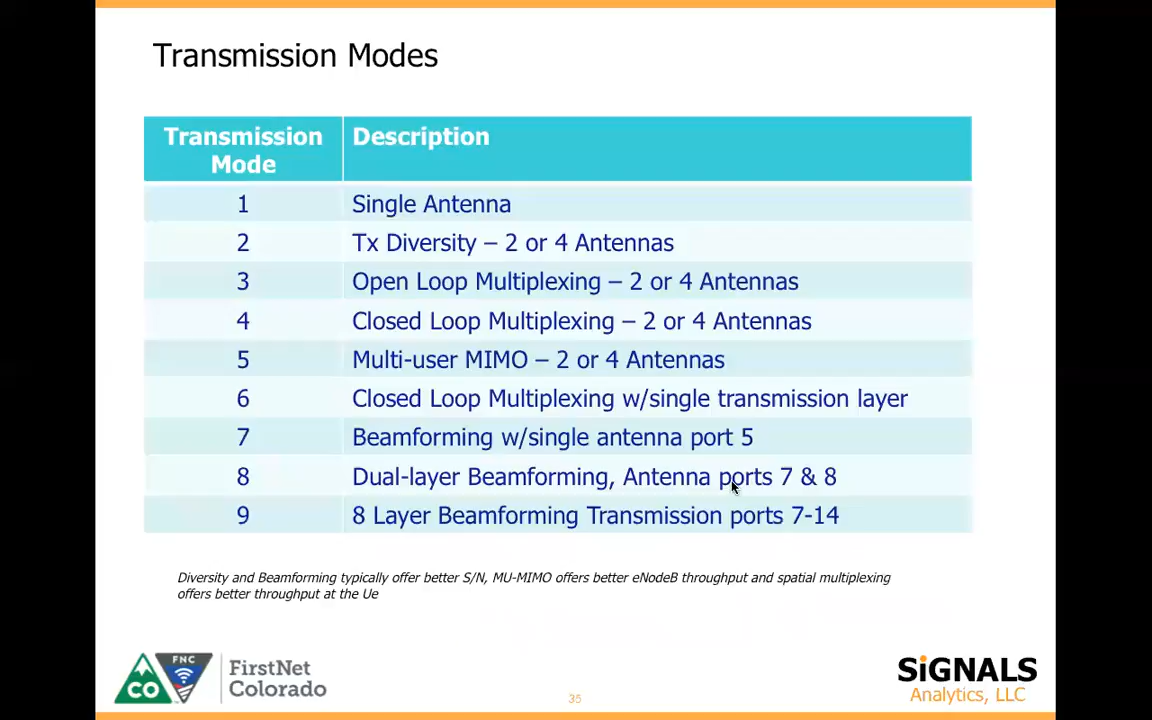 Transmission Modes
Transmission Mode Description
1 Single Antenna
2 Tx Diversity – 2 or 4 Antennas
3 Open Loop Multiplexing – 2 or 4 Antennas
4 Closed Loop Multiplexing – 2 or 4 Antennas
5 Multi-user MIMO – 2 or 4 Antennas
6 Closed Loop Multiplexing w/single transmission layer
7 Beamforming w/single antenna port 5
8 Dual-layer Beamforming, Antenna ports 7 & 8
9 8 Layer Beamforming Transmission ports 7-14
Diversity and Beamforming typically offer better S/N, MU-MIMO offers better eNodeB throughput and spatial multiplexing
offers better throughput at the Ue
CO
FNC
FirstNet
Colorado
35
SiGNALS
Analytics, LLC